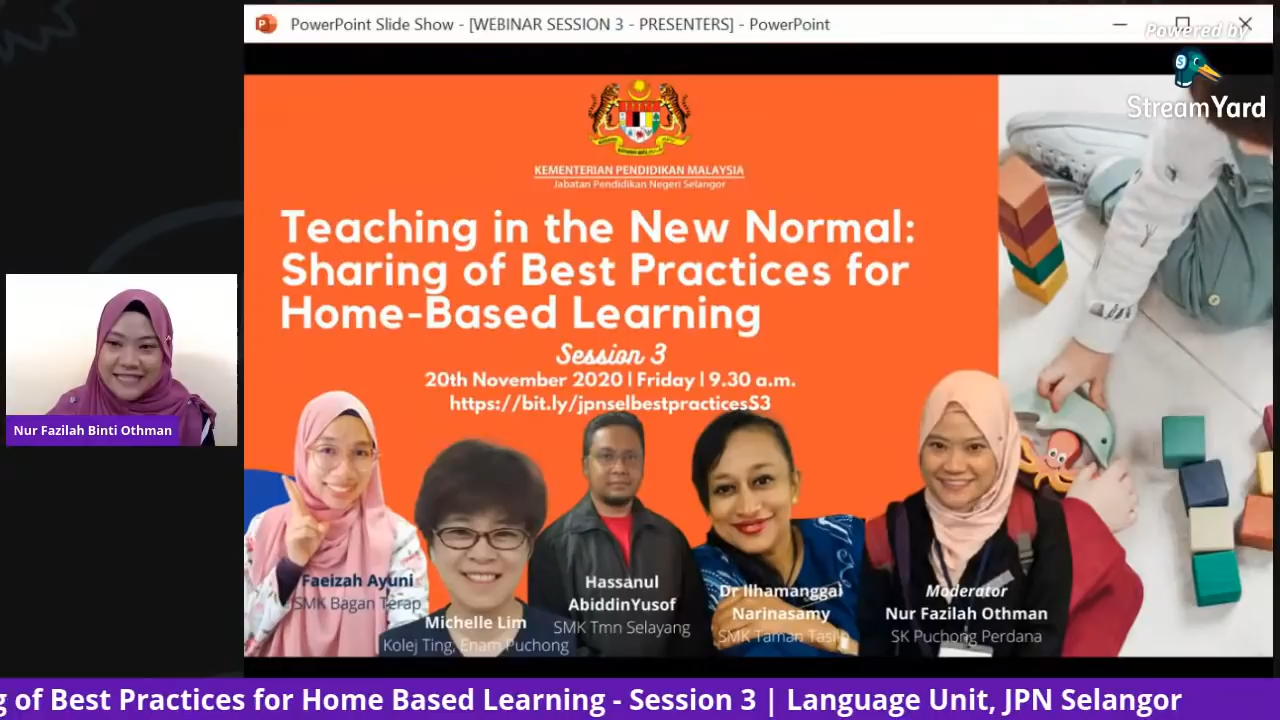 PowerPoint Slide Show - [WEBINAR SESSION 3 - PRESENTERS] - PowerPoint
Powered by
StreamYard
KEMENTERIAN PENDIDIKAN MALAYSIA
Jabatan Pendidikan Negeri Selangor
Teaching in the New Normal:
Sharing of Best Practices for
Home-Based Learning
Session 3
20th November 2020 | Friday | 9.30 a.m.
https://bit.ly/jpnselbestpracticesS3
Nur Fazilah Binti Othman
Faeizah Ayuni
SMK Bagan Terap
Michelle Lim
Kolej Ting. Enam Puchong
Hassanul
AbiddinYusof
SMK Tmn Selayang
Dr Ilhamanggai
Narinasamy
SMK Taman Tasik
Moderator
Nur Fazilah Othman
SK Puchong Perdana
g of Best Practices for Home Based Learning - Session 3 | Language Unit, JPN Selangor